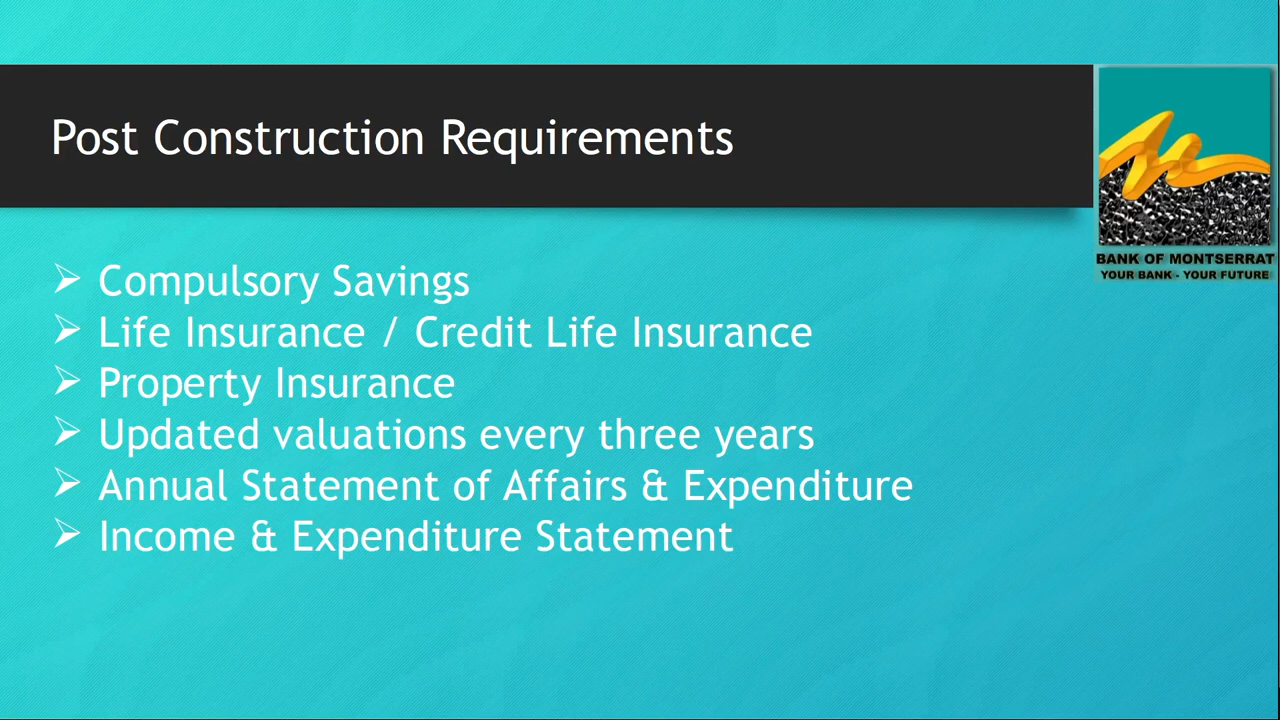 Post Construction Requirements
BANK OF MONTSERRAT
YOUR BANK - YOUR FUTURE
Compulsory Savings
Life Insurance / Credit Life Insurance
Property Insurance
Updated valuations every three years
Annual Statement of Affairs & Expenditure
Income & Expenditure Statement